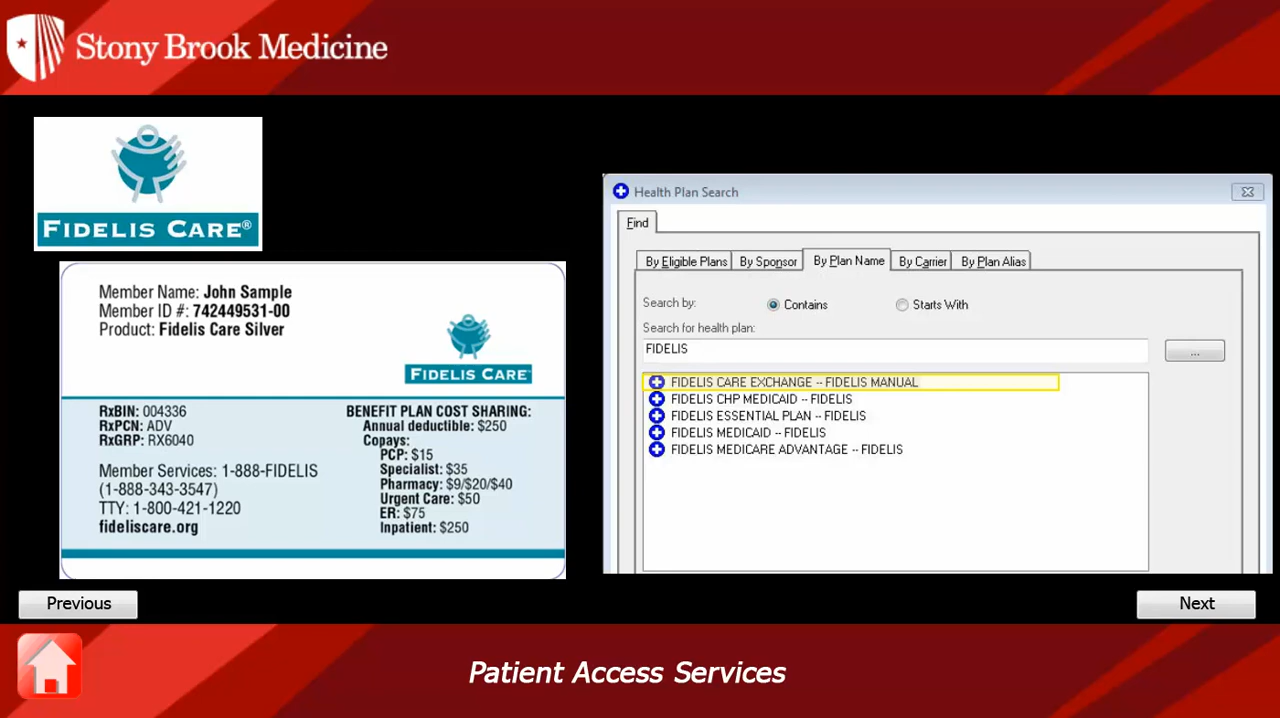 Stony Brook Medicine
FIDELIS CARE®
Member Name: John Sample
Member ID #: 742449531-00
Product: Fidelis Care Silver
FIDELIS CARE®
RxBIN: 004336
RxPCN: ADV
RxGRP: RX6040
Member Services: 1-888-FIDELIS
(1-888-343-3547)
TTY: 1-800-421-1220
fideliscare.org
BENEFIT PLAN COST SHARING:
Annual deductible: $250
Copays:
PCP: $15
Specialist: $35
Pharmacy: $9/$20/$40
Urgent Care: $50
ER: $75
Inpatient: $250
Health Plan Search
Find
By Eligible Plans By Sponsor By Plan Name By Carrier By Plan Alias
Search by: Contains Starts With
Search for health plan:
FIDELIS
...
FIDELIS CARE EXCHANGE -- FIDELIS MANUAL
FIDELIS CHP MEDICAID -- FIDELIS
FIDELIS ESSENTIAL PLAN -- FIDELIS
FIDELIS MEDICAID -- FIDELIS
FIDELIS MEDICARE ADVANTAGE -- FIDELIS
Previous
Next
Patient Access Services